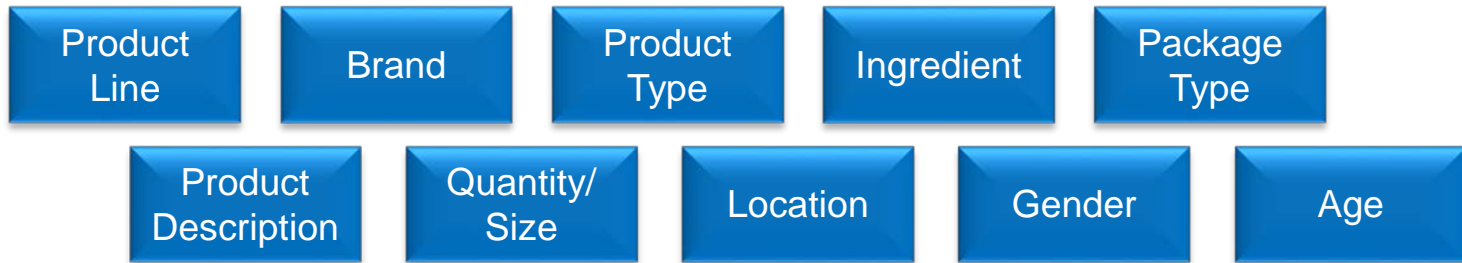 Product
Line
Brand
Product
Type
Ingredient
Package
Type
Product
Description
Quantity/
Size
Location
Gender
Age